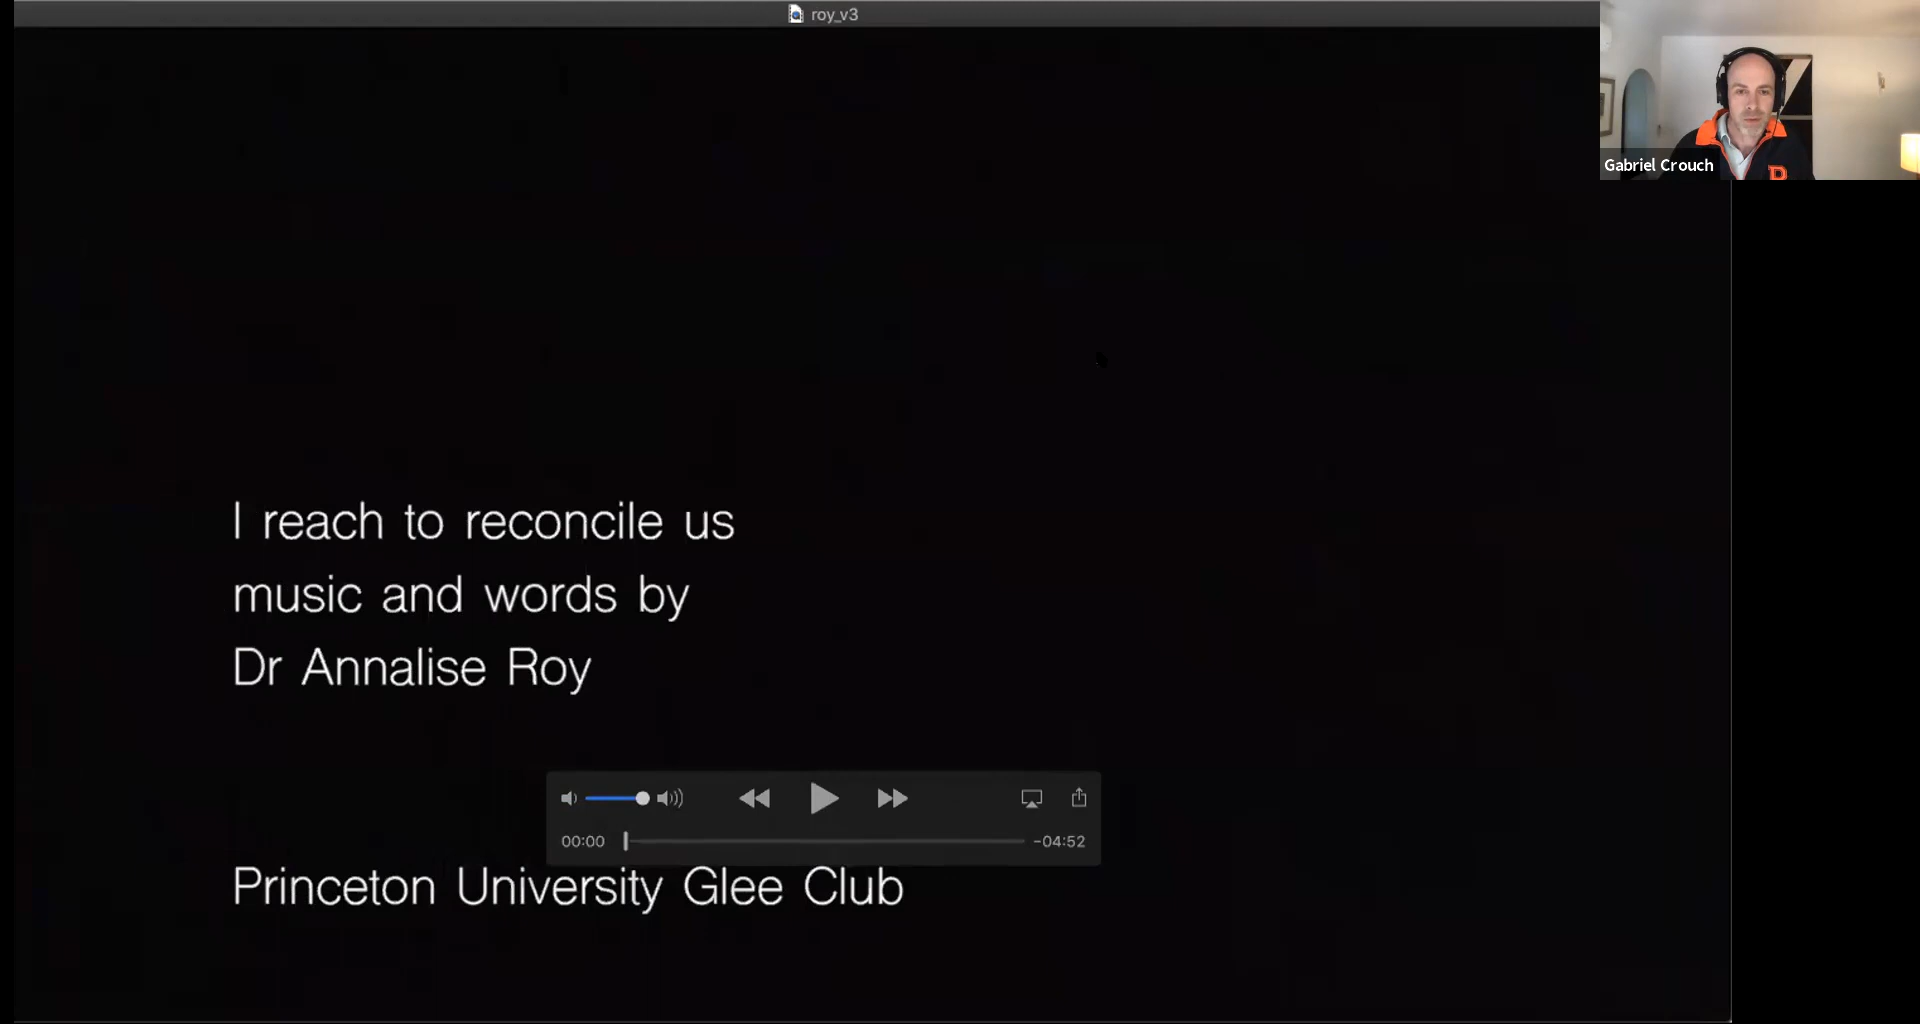 roy_v3
Gabriel Crouch
I reach to reconcile us
music and words by
Dr Annalise Roy
00:00
-04:52
Princeton University Glee Club